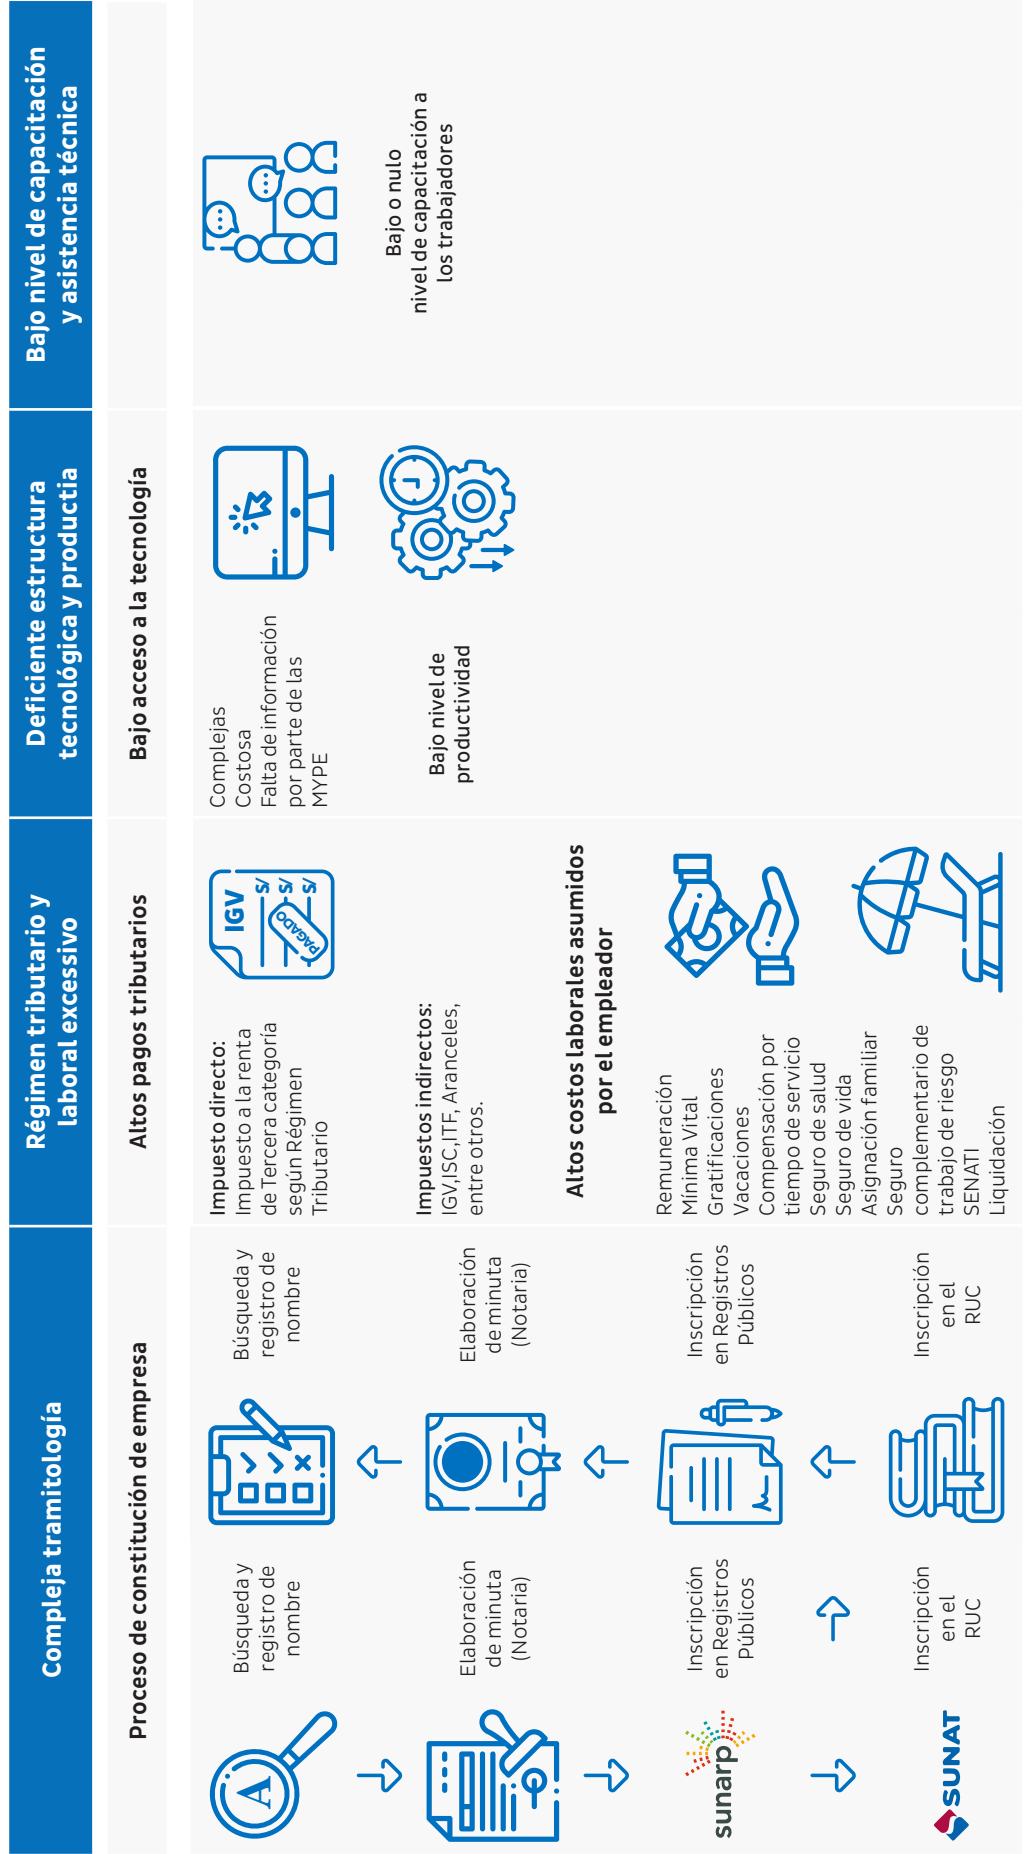 Compleja tramitología
Proceso de constitución de empresa
A
Búsqueda y
registro de
nombre
Elaboración
de minuta
(Notaria)
sunarp
Inscripción
en Registros
Públicos
SUNAT
Inscripción
en el
RUC
Búsqueda y
registro de
nombre
Elaboración
de minuta
(Notaria)
Inscripción
en Registros
Públicos
Inscripción
en el
RUC
Régimen tributario y
laboral excessivo
Altos pagos tributarios
Impuesto directo:
Impuesto a la renta
de Tercera categoría
según Régimen
Tributario
IGV
S/
S/
S/
PAGADO
Impuestos indirectos:
IGV,ISC,ITF, Aranceles,
entre otros.
Altos costos laborales asumidos
por el empleador
Remuneración
Mínima Vital
Gratificaciones
Vacaciones
Compensación por
tiempo de servicio
Seguro de salud
Seguro de vida
Asignación familiar
Seguro
complementario de
trabajo de riesgo
SENATI
Liquidación
Deficiente estructura
tecnológica y productia
Bajo acceso a la tecnología
Complejas
Costosa
Falta de información
por parte de las
MYPE
Bajo nivel de
productividad
Bajo nivel de capacitación
y asistencia técnica
Bajo o nulo
nivel de capacitación a
los trabajadores